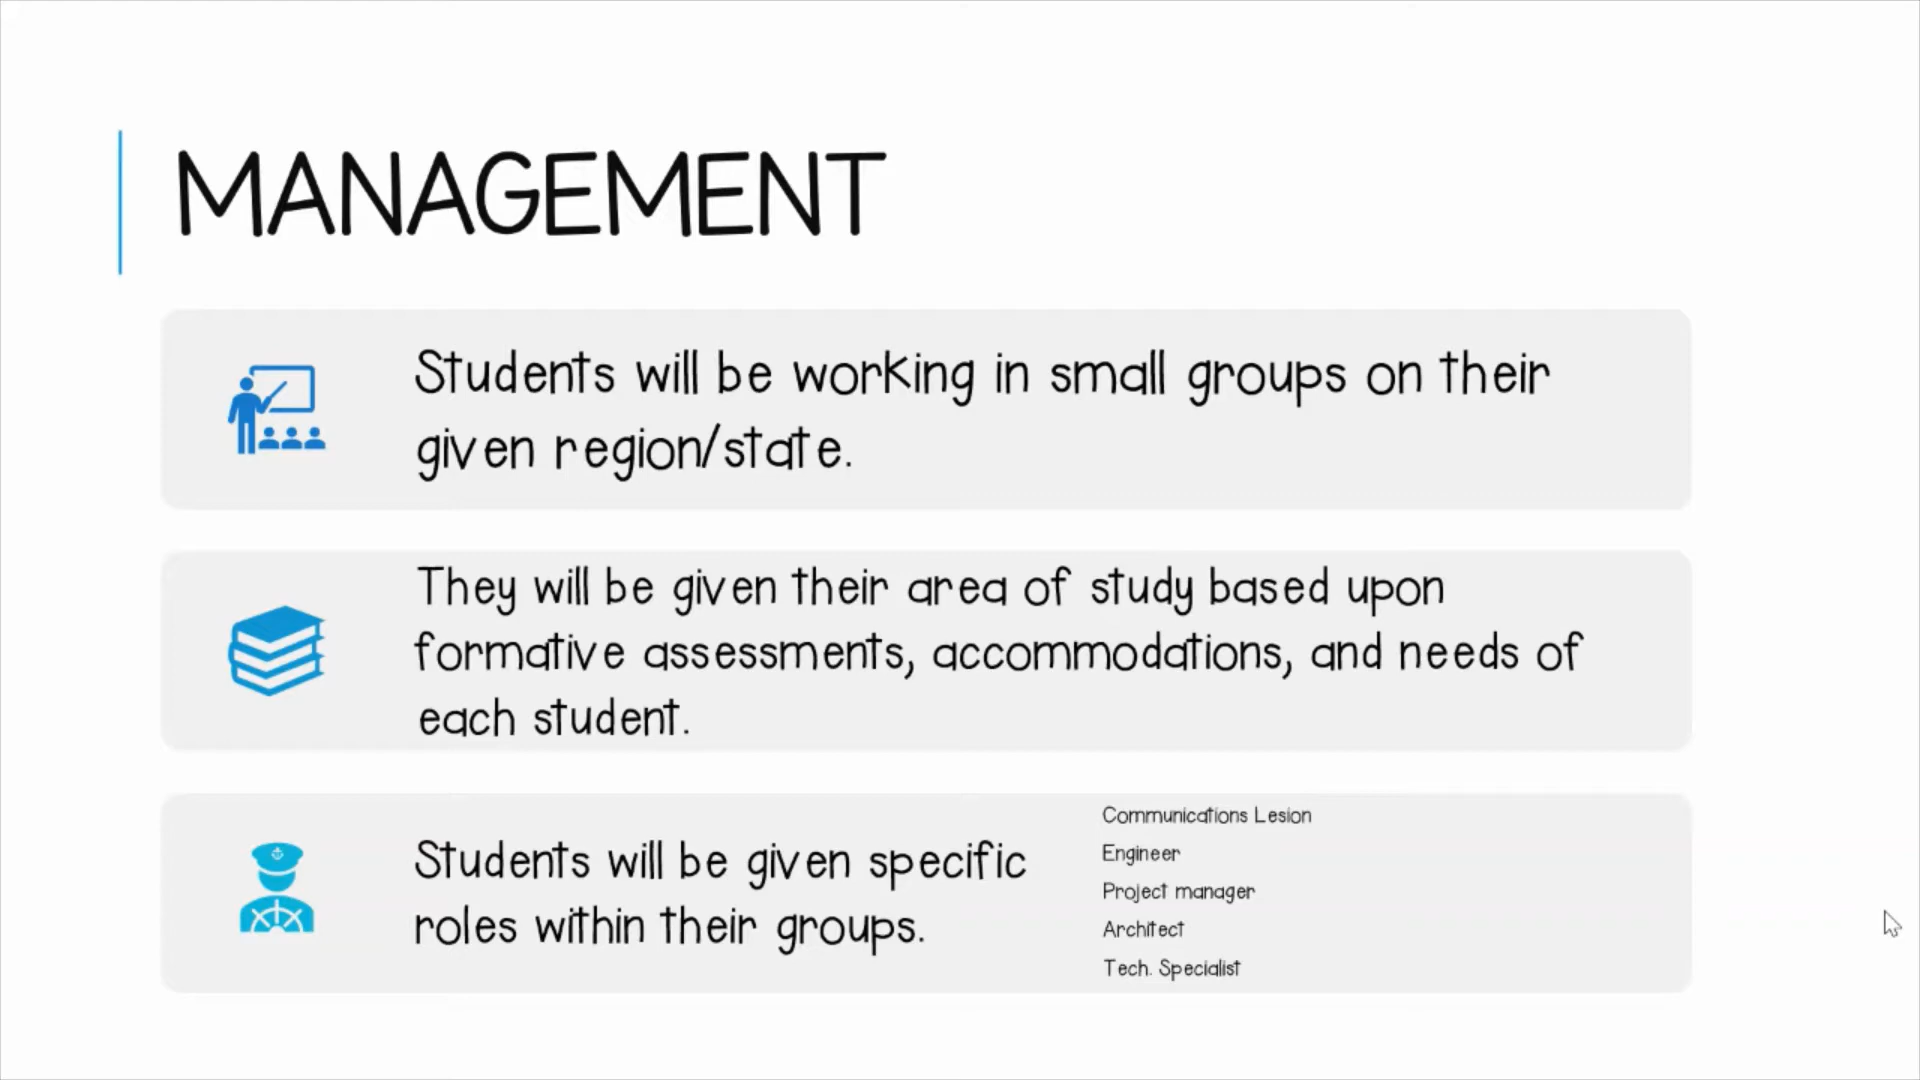 MANAGEMENT
Students will be working in small groups on their
given region/state.
They will be given their area of study based upon
formative assessments, accommodations, and needs of
each student.
Students will be given specific
roles within their groups.
Communications Lesion
Engineer
Project manager
Architect
Tech. Specialist